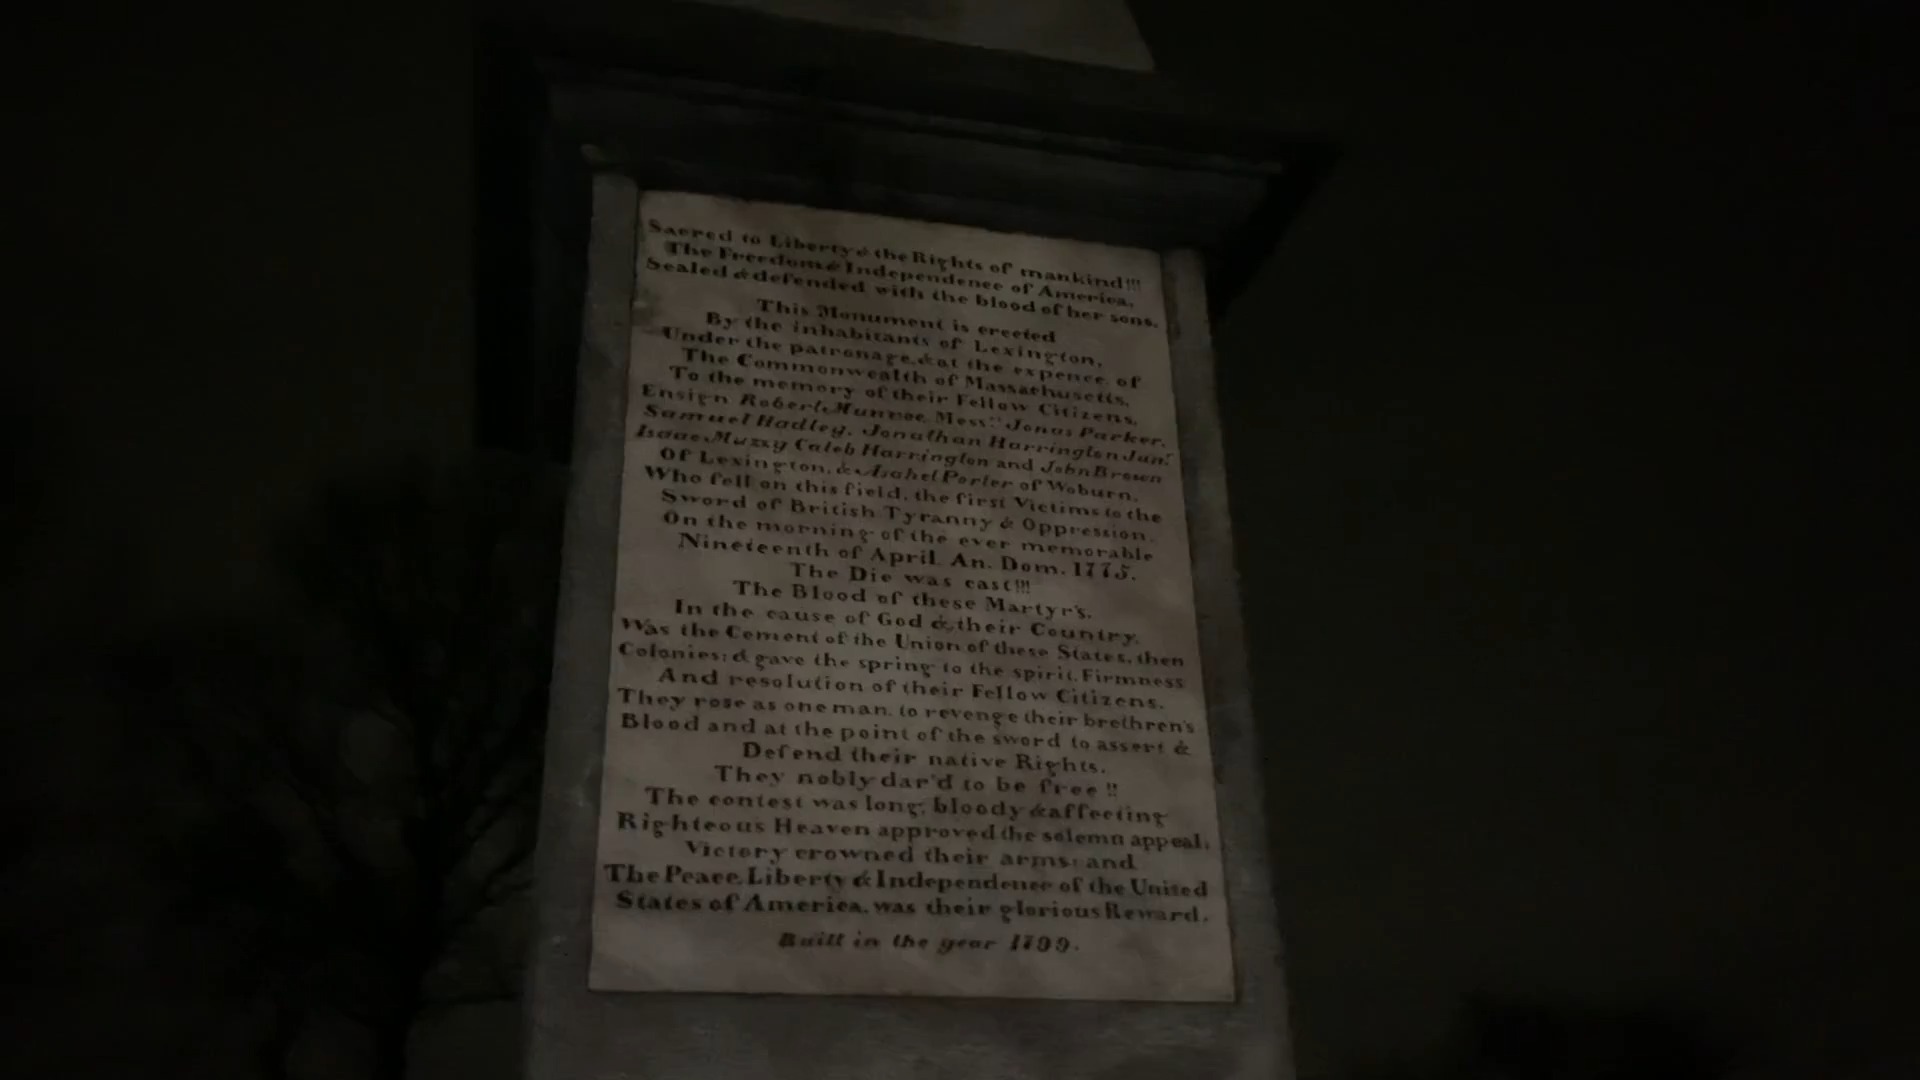 Sacred to Liberty & the Rights of mankind!!!
The Freedom & Independence of America,
Sealed & defended with the blood of her sons.
This Monument is erected
By the inhabitants of Lexington,
Under the patronage, & at the expence, of
The Commonwealth of Massachusetts,
To the memory of their Fellow Citizens,
Ensign Robert Munroe, Messrs. Jonas Parker,
Samuel Hadley, Jonathan Harrington Junr.
Isaac Muzzy, Caleb Harrington and John Brown
Of Lexington, & Asahel Porter of Woburn,
Who fell on this field, the first Victims to the
Sword of British Tyranny & Oppression,
On the morning of the ever memorable
Nineteenth of April, An. Dom. 1775.
The Die was cast!!!
The Blood of these Martyr's,
In the cause of God & their Country,
Was the Cement of the Union of these States, then
Colonies; & gave the spring to the spirit, Firmness
And resolution of their Fellow Citizens.
They rose as one man, to revenge their brethren's
Blood and at the point of the sword to assert &
Defend their native Rights.
They nobly dar'd to be free!!
The contest was long, bloody & affecting
Righteous Heaven approved the solemn appeal,
Victory crowned their arms; and
The Peace, Liberty & Independence of the United
States of America, was their glorious Reward.
Built in the year 1799.